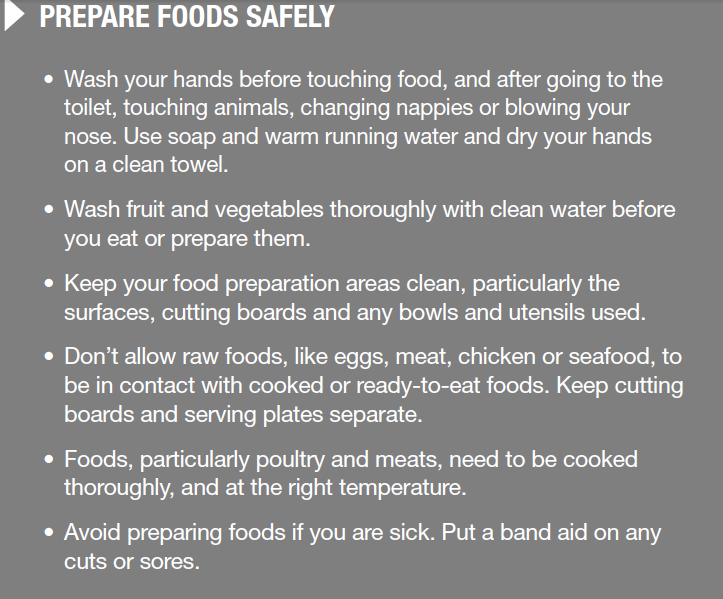 PREPARE FOODS SAFELY
• Wash your hands before touching food, and after going to the
toilet, touching animals, changing nappies or blowing your
nose. Use soap and warm running water and dry your hands
on a clean towel.
• Wash fruit and vegetables thoroughly with clean water before
you eat or prepare them.
• Keep your food preparation areas clean, particularly the
surfaces, cutting boards and any bowls and utensils used.
• Don’t allow raw foods, like eggs, meat, chicken or seafood, to
be in contact with cooked or ready-to-eat foods. Keep cutting
boards and serving plates separate.
• Foods, particularly poultry and meats, need to be cooked
thoroughly, and at the right temperature.
• Avoid preparing foods if you are sick. Put a band aid on any
cuts or sores.